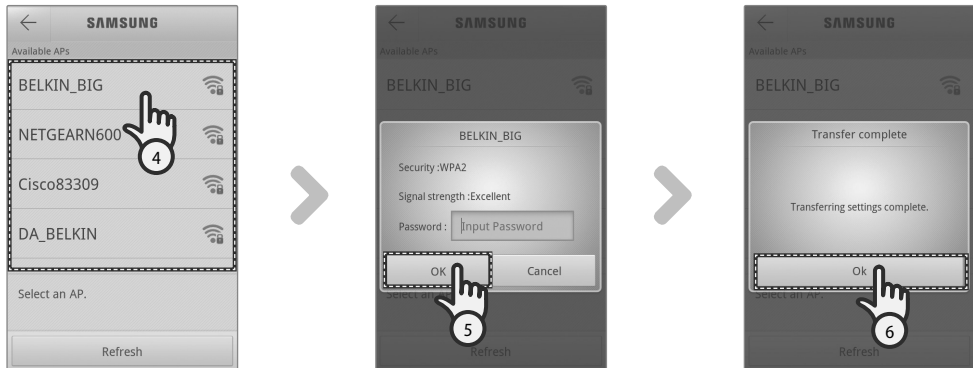 SAMSUNG
Available APs
BELKIN_BIG
NETGEARN600
4
Cisco83309
DA_BELKIN
Select an AP.
Refresh
SAMSUNG
Available APs
BELKIN_BIG
BELKIN_BIG
Security :WPA2
Signal strength :Excellent
Password : Input Password
OK Cancel
Select an
5
Refresh
SAMSUNG
Available APs
BELKIN_BIG
Transfer complete
Transferring settings complete.
Ok
Select an AP.
6
Refresh